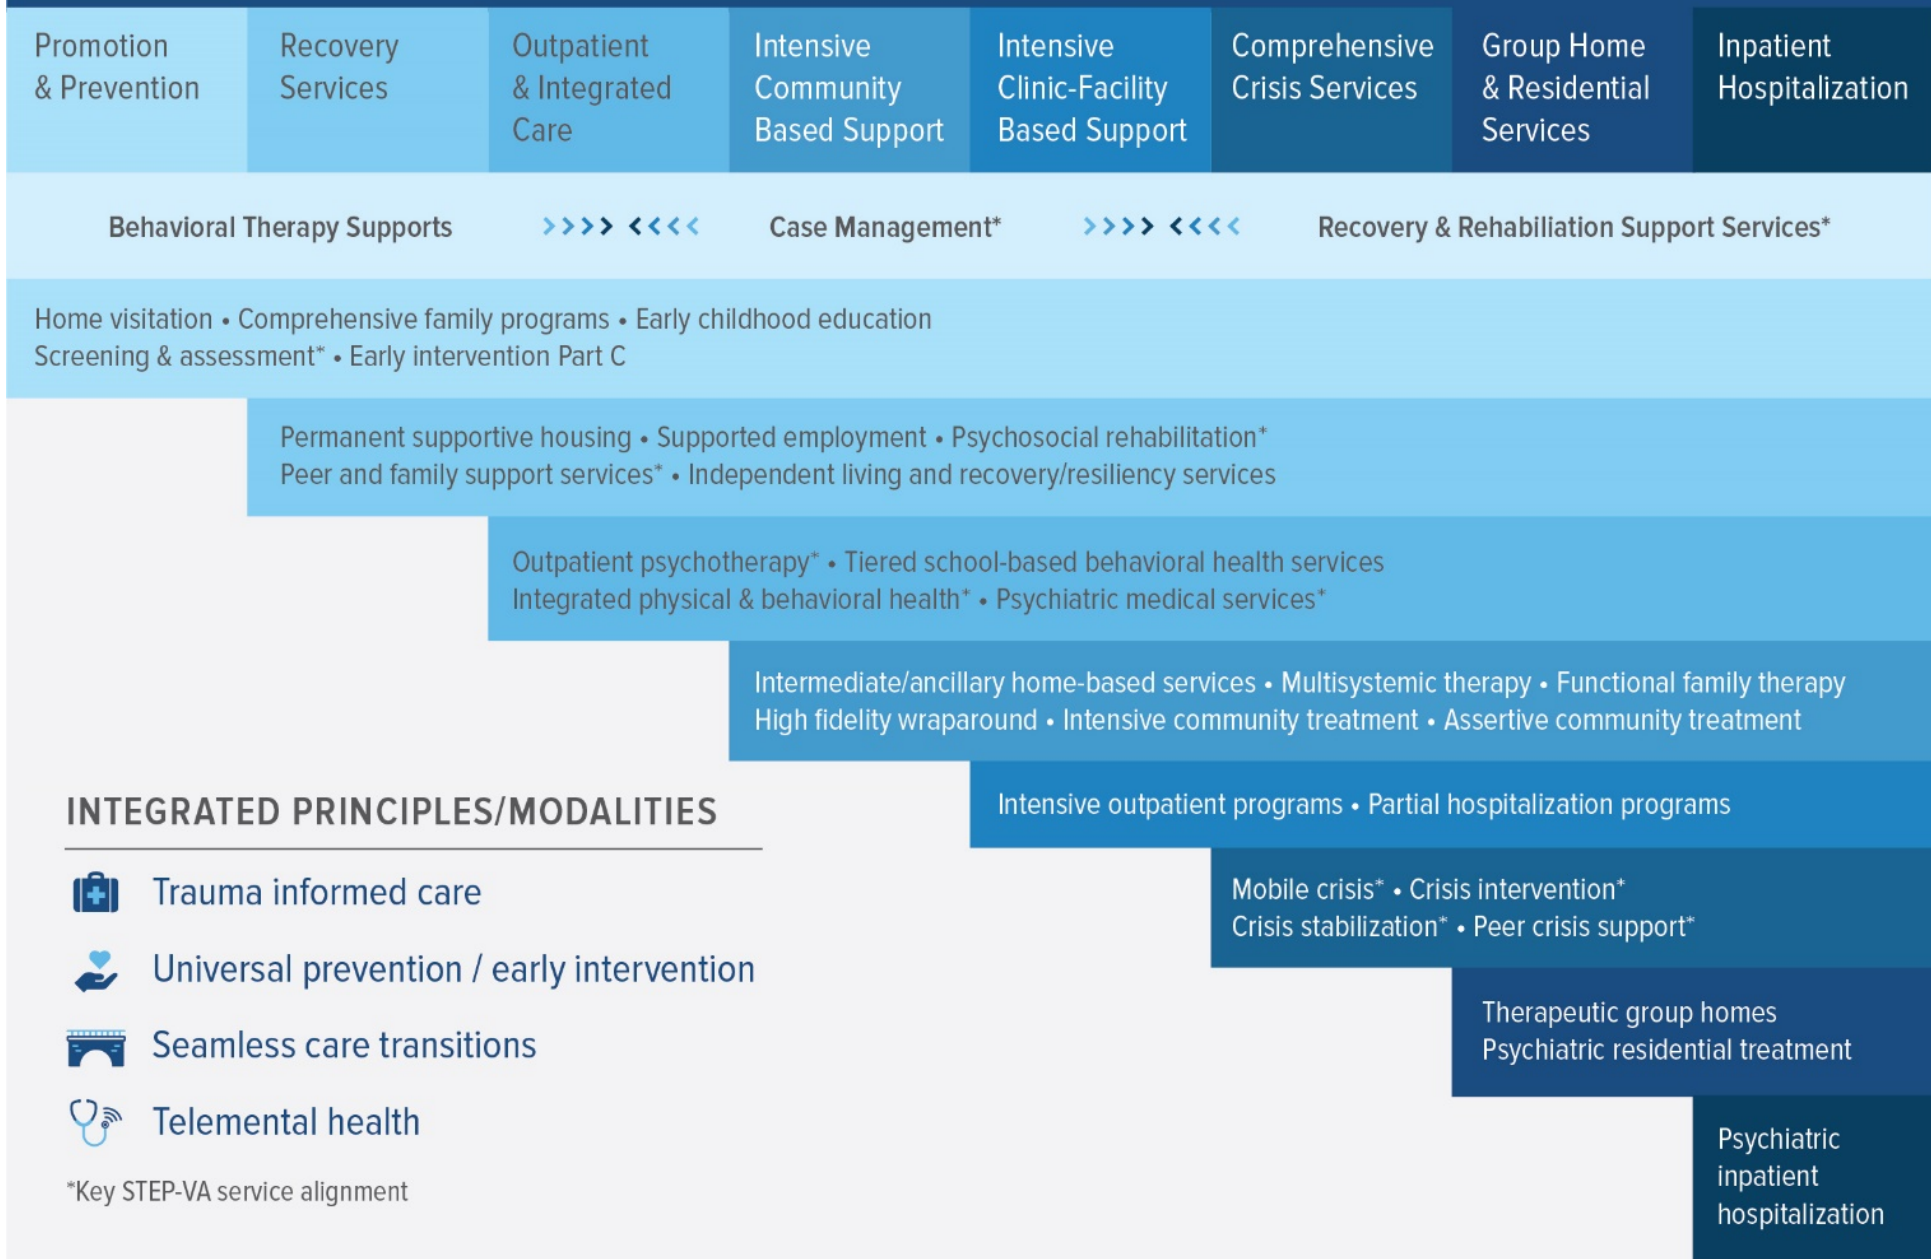 Promotion
& Prevention
Recovery
Services
Outpatient
& Integrated
Care
Intensive
Community
Based Support
Intensive
Clinic-Facility
Based Support
Comprehensive
Crisis Services
Group Home
& Residential
Services
Inpatient
Hospitalization
Behavioral Therapy Supports >>>> <<<< Case Management* >>>> <<<< Recovery & Rehabiliation Support Services*
Home visitation • Comprehensive family programs • Early childhood education
Screening & assessment* • Early intervention Part C
Permanent supportive housing • Supported employment • Psychosocial rehabilitation*
Peer and family support services* • Independent living and recovery/resiliency services
Outpatient psychotherapy* • Tiered school-based behavioral health services
Integrated physical & behavioral health* • Psychiatric medical services*
Intermediate/ancillary home-based services • Multisystemic therapy • Functional family therapy
High fidelity wraparound • Intensive community treatment • Assertive community treatment
Intensive outpatient programs • Partial hospitalization programs
Mobile crisis* • Crisis intervention*
Crisis stabilization* • Peer crisis support*
Therapeutic group homes
Psychiatric residential treatment
Psychiatric
inpatient
hospitalization
INTEGRATED PRINCIPLES/MODALITIES
Trauma informed care
Universal prevention / early intervention
Seamless care transitions
Telemental health
*Key STEP-VA service alignment